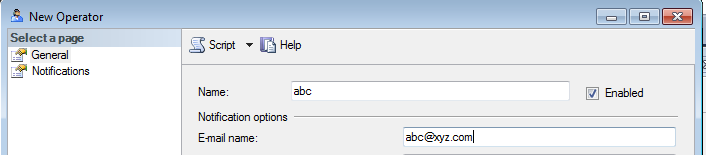 New Operator
Select a page
General
Notifications
Script Help
Name: abc Enabled
Notification options
E-mail name: abc@xyz.com